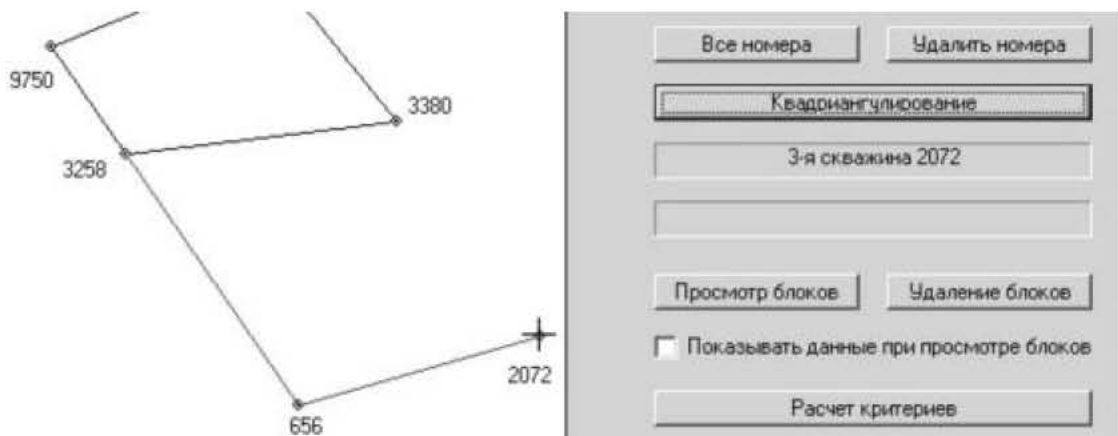 9750
3380
3258
2072
656
Все номера
Удалить номера
Квадриангулирование
3-я скважина 2072
Просмотр блоков
Удаление блоков
Показывать данные при просмотре блоков
Расчет критериев